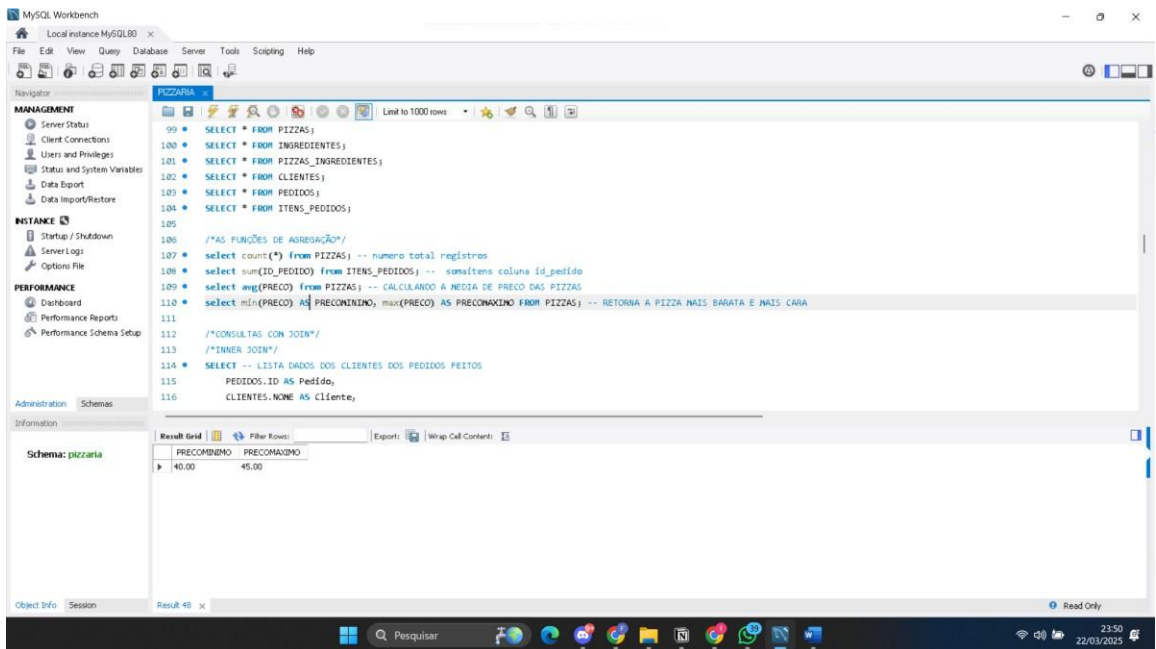 MySQL Workbench
Local instance MySQL80 ×
File Edit View Query Database Server Tools Scripting Help
Navigator
PIZZARIA ×
MANAGEMENT
Server Status
Client Connections
Users and Privileges
Status and System Variables
Data Export
Data Import/Restore
INSTANCE
Startup / Shutdown
Server Logs
Options File
PERFORMANCE
Dashboard
Performance Reports
Performance Schema Setup
Administration Schemas
Information
Schema: pizzaria
Object Info Session
Limit to 1000 rows
99 SELECT * FROM PIZZAS;
100 SELECT * FROM INGREDIENTES;
101 SELECT * FROM PIZZAS_INGREDIENTES;
102 SELECT * FROM CLIENTES;
103 SELECT * FROM PEDIDOS;
104 SELECT * FROM ITENS_PEDIDOS;
105
106 /*AS FUNÇÕES DE AGREGAÇÃO*/
107 select count(*) from PIZZAS; -- numero total registros
108 select sum(ID_PEDIDO) from ITENS_PEDIDOS; -- somaitens coluna id_pedido
109 select avg(PRECO) from PIZZAS; -- CALCULANDO A MEDIA DE PRECO DAS PIZZAS
110 select min(PRECO) AS PRECOMINIMO, max(PRECO) AS PRECOMAXIMO FROM PIZZAS; -- RETORNA A PIZZA MAIS BARATA E MAIS CARA
111
112 /*CONSULTAS COM JOIN*/
113 /*INNER JOIN*/
114 SELECT -- LISTA DADOS DOS CLIENTES DOS PEDIDOS FEITOS
115 PEDIDOS.ID AS Pedido,
116 CLIENTES.NOME AS Cliente,
Result Grid Filter Rows: Export: Wrap Cell Content:
PRECOMINIMO PRECOMAXIMO
40.00 45.00
Result 48 ×
Read Only
Pesquisar
39
23:50
22/03/2025